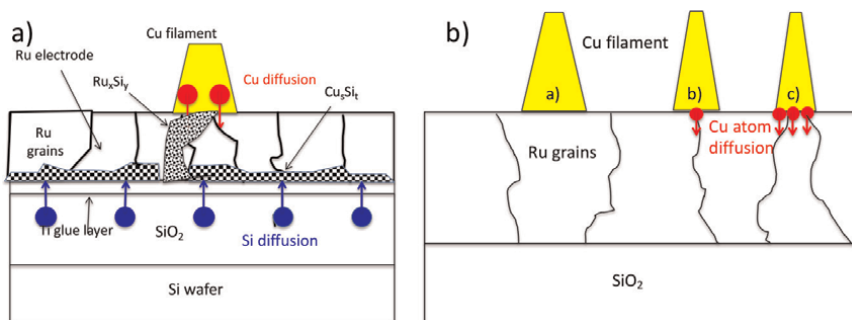 a)
Cu filament
Ru electrode
RuxSiy
Cu diffusion
CusSit
Ru
grains
Ti glue layer
SiO2
Si diffusion
Si wafer
b)
Cu filament
a)
b)
c)
Ru grains
Cu atom
diffusion
SiO2